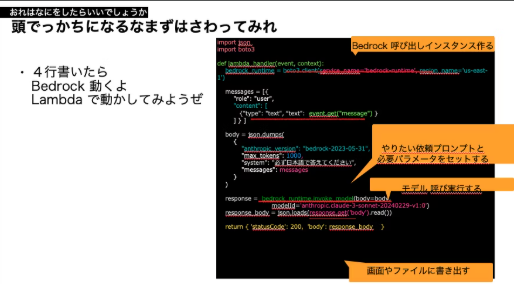 おれはなにをしたらいいでしょうか
頭でっかちになるなまずはさわってみれ
・ ４行書いたら
Bedrock 動くよ
Lambda で動かしてみようぜ
import json
import boto3
Bedrock 呼び出しインスタンス作る
def lambda_handler(event, context):
bedrock_runtime = boto3.client(service_name='bedrock-runtime', region_name='us-east-
1')
messages = [{
"role": "user",
"content": [
{"type": "text", "text": event.get("message") }
] } ]
body = json.dumps(
{
"anthropic_version": "bedrock-2023-05-31",
"max_tokens": 1000,
"system": "必ず日本語で答えてください",
"messages": messages
}
)
やりたい依頼プロンプトと
必要パラメータをセットする
モデル 呼び実行する
response = bedrock_runtime.invoke_model(body=body,
modelId='anthropic.claude-3-sonnet-20240229-v1:0')
response_body = json.loads(response.get('body').read())
return { 'statusCode': 200, 'body': response_body }
画面やファイルに書き出す